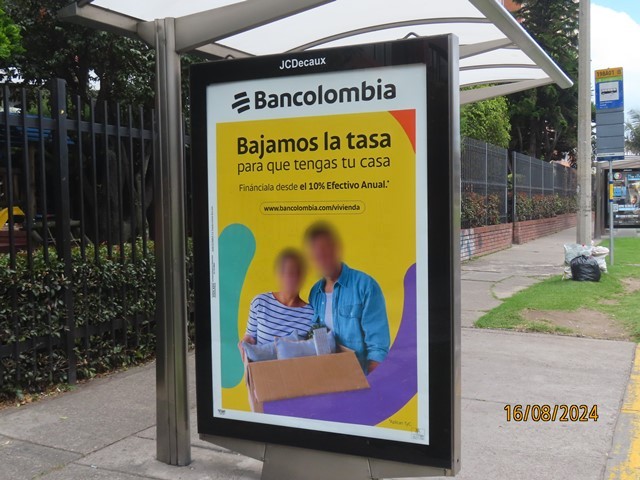 JCDecaux
Bancolombia
Bajamos la tasa
para que tengas tu casa
Fináncialа desde el 10% Efectivo Anual.*
www.bancolombia.com/vivienda
16/08/2024